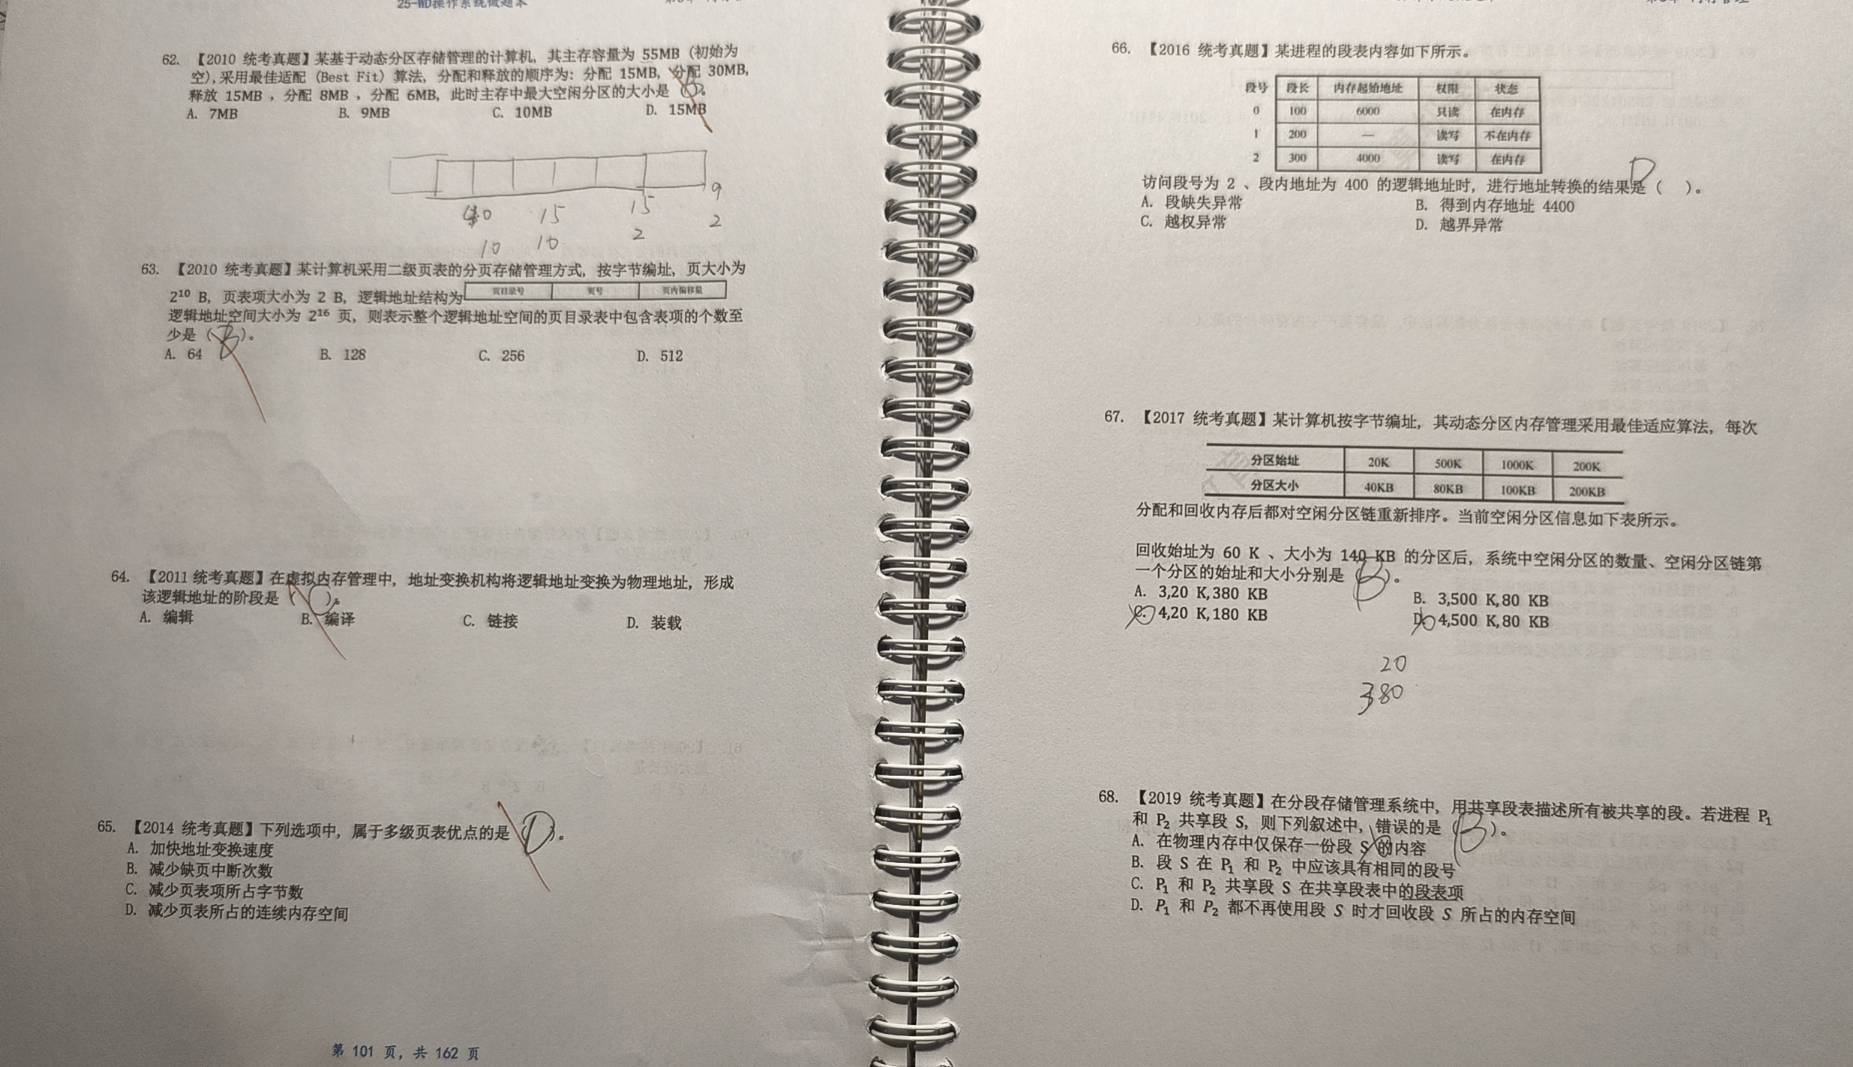 25-ND操作系统做题本
62. 【2010 统考真题】某基于动态分区存储管理的计算机，其主存容量为 55MB（初始为
空），采用最佳适配（Best Fit）算法，分配和释放的顺序为：分配 15MB，分配 30MB，
释放 15MB ，分配 8MB ，分配 6MB，此时主存中最大空闲分区的大小是（B）。
A. 7MB B. 9MB C. 10MB D. 15MB
10 15 15 9
10 10 2 2
63. 【2010 统考真题】某计算机采用二级页表的分页存储管理方式，按字节编址，页大小为
2¹⁰ B，页表项大小为 2 B，逻辑地址结构为 页目录号 页号 页内偏移量
逻辑地址空间大小为 2¹⁶ 页，则表示整个逻辑地址空间的页目录表中包含表项的个数至
少是（B）。
A. 64 B. 128 C. 256 D. 512
64. 【2011 统考真题】在虚拟内存管理中，地址变换机构将逻辑地址变换为物理地址，形成
该逻辑地址的阶段是（C）。
A. 编辑 B. 编译 C. 链接 D. 装载
65. 【2014 统考真题】下列选项中，属于多级页表优点的是（D）。
A. 加快地址变换速度
B. 减少缺页中断次数
C. 减少页表项所占字节数
D. 减少页表所占的连续内存空间
第 101 页，共 162 页
66. 【2016 统考真题】某进程的段表内容如下所示。
段号 段长 内存起始地址 权限 状态
0 100 6000 只读 在内存
1 200 — 读写 不在内存
2 300 4000 读写 在内存
访问段号为 2 、段内地址为 400 的逻辑地址时，进行地址转换的结果是（ ）。
D
A. 段缺失异常 B. 得到内存地址 4400
C. 越权异常 D. 越界异常
67. 【2017 统考真题】某计算机按字节编址，其动态分区内存管理采用最佳适应算法，每次
分区始址 20K 500K 1000K 200K
分区大小 40KB 80KB 100KB 200KB
分配和回收内存后都对空闲分区链重新排序。当前空闲分区信息如下表所示。
回收始址为 60 K 、大小为 140 KB 的分区后，系统中空闲分区的数量、空闲分区链第
一个分区的始址和大小分别是（B）。
A. 3,20 K,380 KB B. 3,500 K,80 KB
C. 4,20 K,180 KB D. 4,500 K,80 KB
20
380
68. 【2019 统考真题】在分段存储管理系统中，用共享段表描述所有被共享的段。若进程 P₁
和 P₂ 共享段 S，则下列叙述中，错误的是（B）。
A. 在物理内存中仅保存一份段 S 的内容
B. 段 S 在 P₁ 和 P₂ 中应该具有相同的段号
C. P₁ 和 P₂ 共享段 S 在共享段表中的段表项
D. P₁ 和 P₂ 都不再使用段 S 时才回收段 S 所占的内存空间